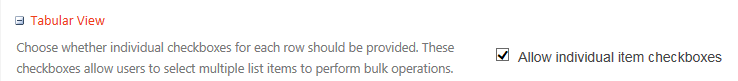 Tabular View
Choose whether individual checkboxes for each row should be provided. These
checkboxes allow users to select multiple list items to perform bulk operations.
Allow individual item checkboxes